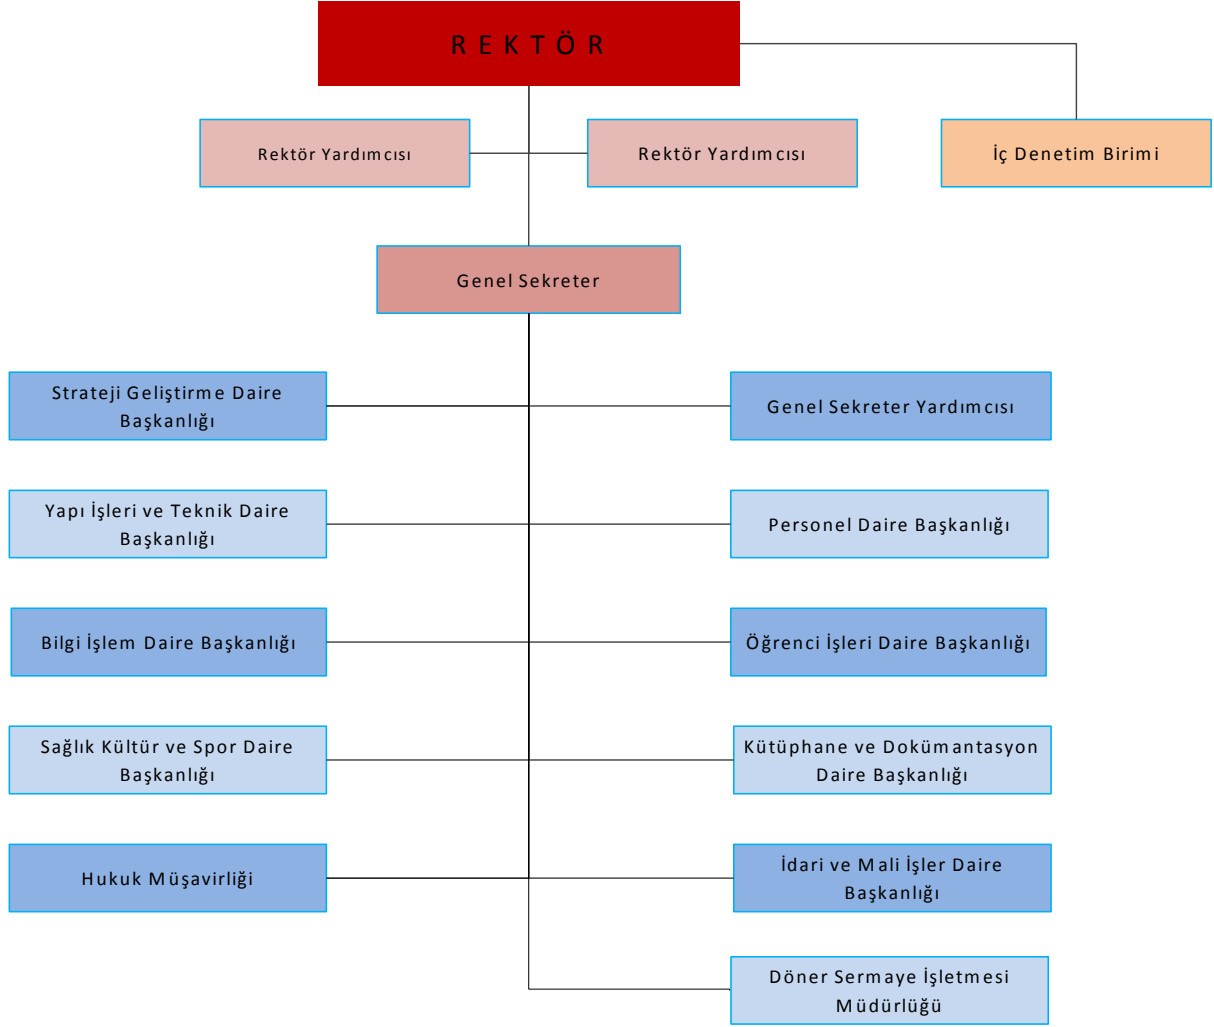 REKTÖR
Rektör Yardımcısı
Rektör Yardımcısı
İç Denetim Birimi
Genel Sekreter
Strateji Geliştirme Daire
Başkanlığı
Genel Sekreter Yardımcısı
Yapı İşleri ve Teknik Daire
Başkanlığı
Personel Daire Başkanlığı
Bilgi İşlem Daire Başkanlığı
Öğrenci İşleri Daire Başkanlığı
Sağlık Kültür ve Spor Daire
Başkanlığı
Kütüphane ve Dokümantasyon
Daire Başkanlığı
Hukuk Müşavirliği
İdari ve Mali İşler Daire
Başkanlığı
Döner Sermaye İşletmesi
Müdürlüğü